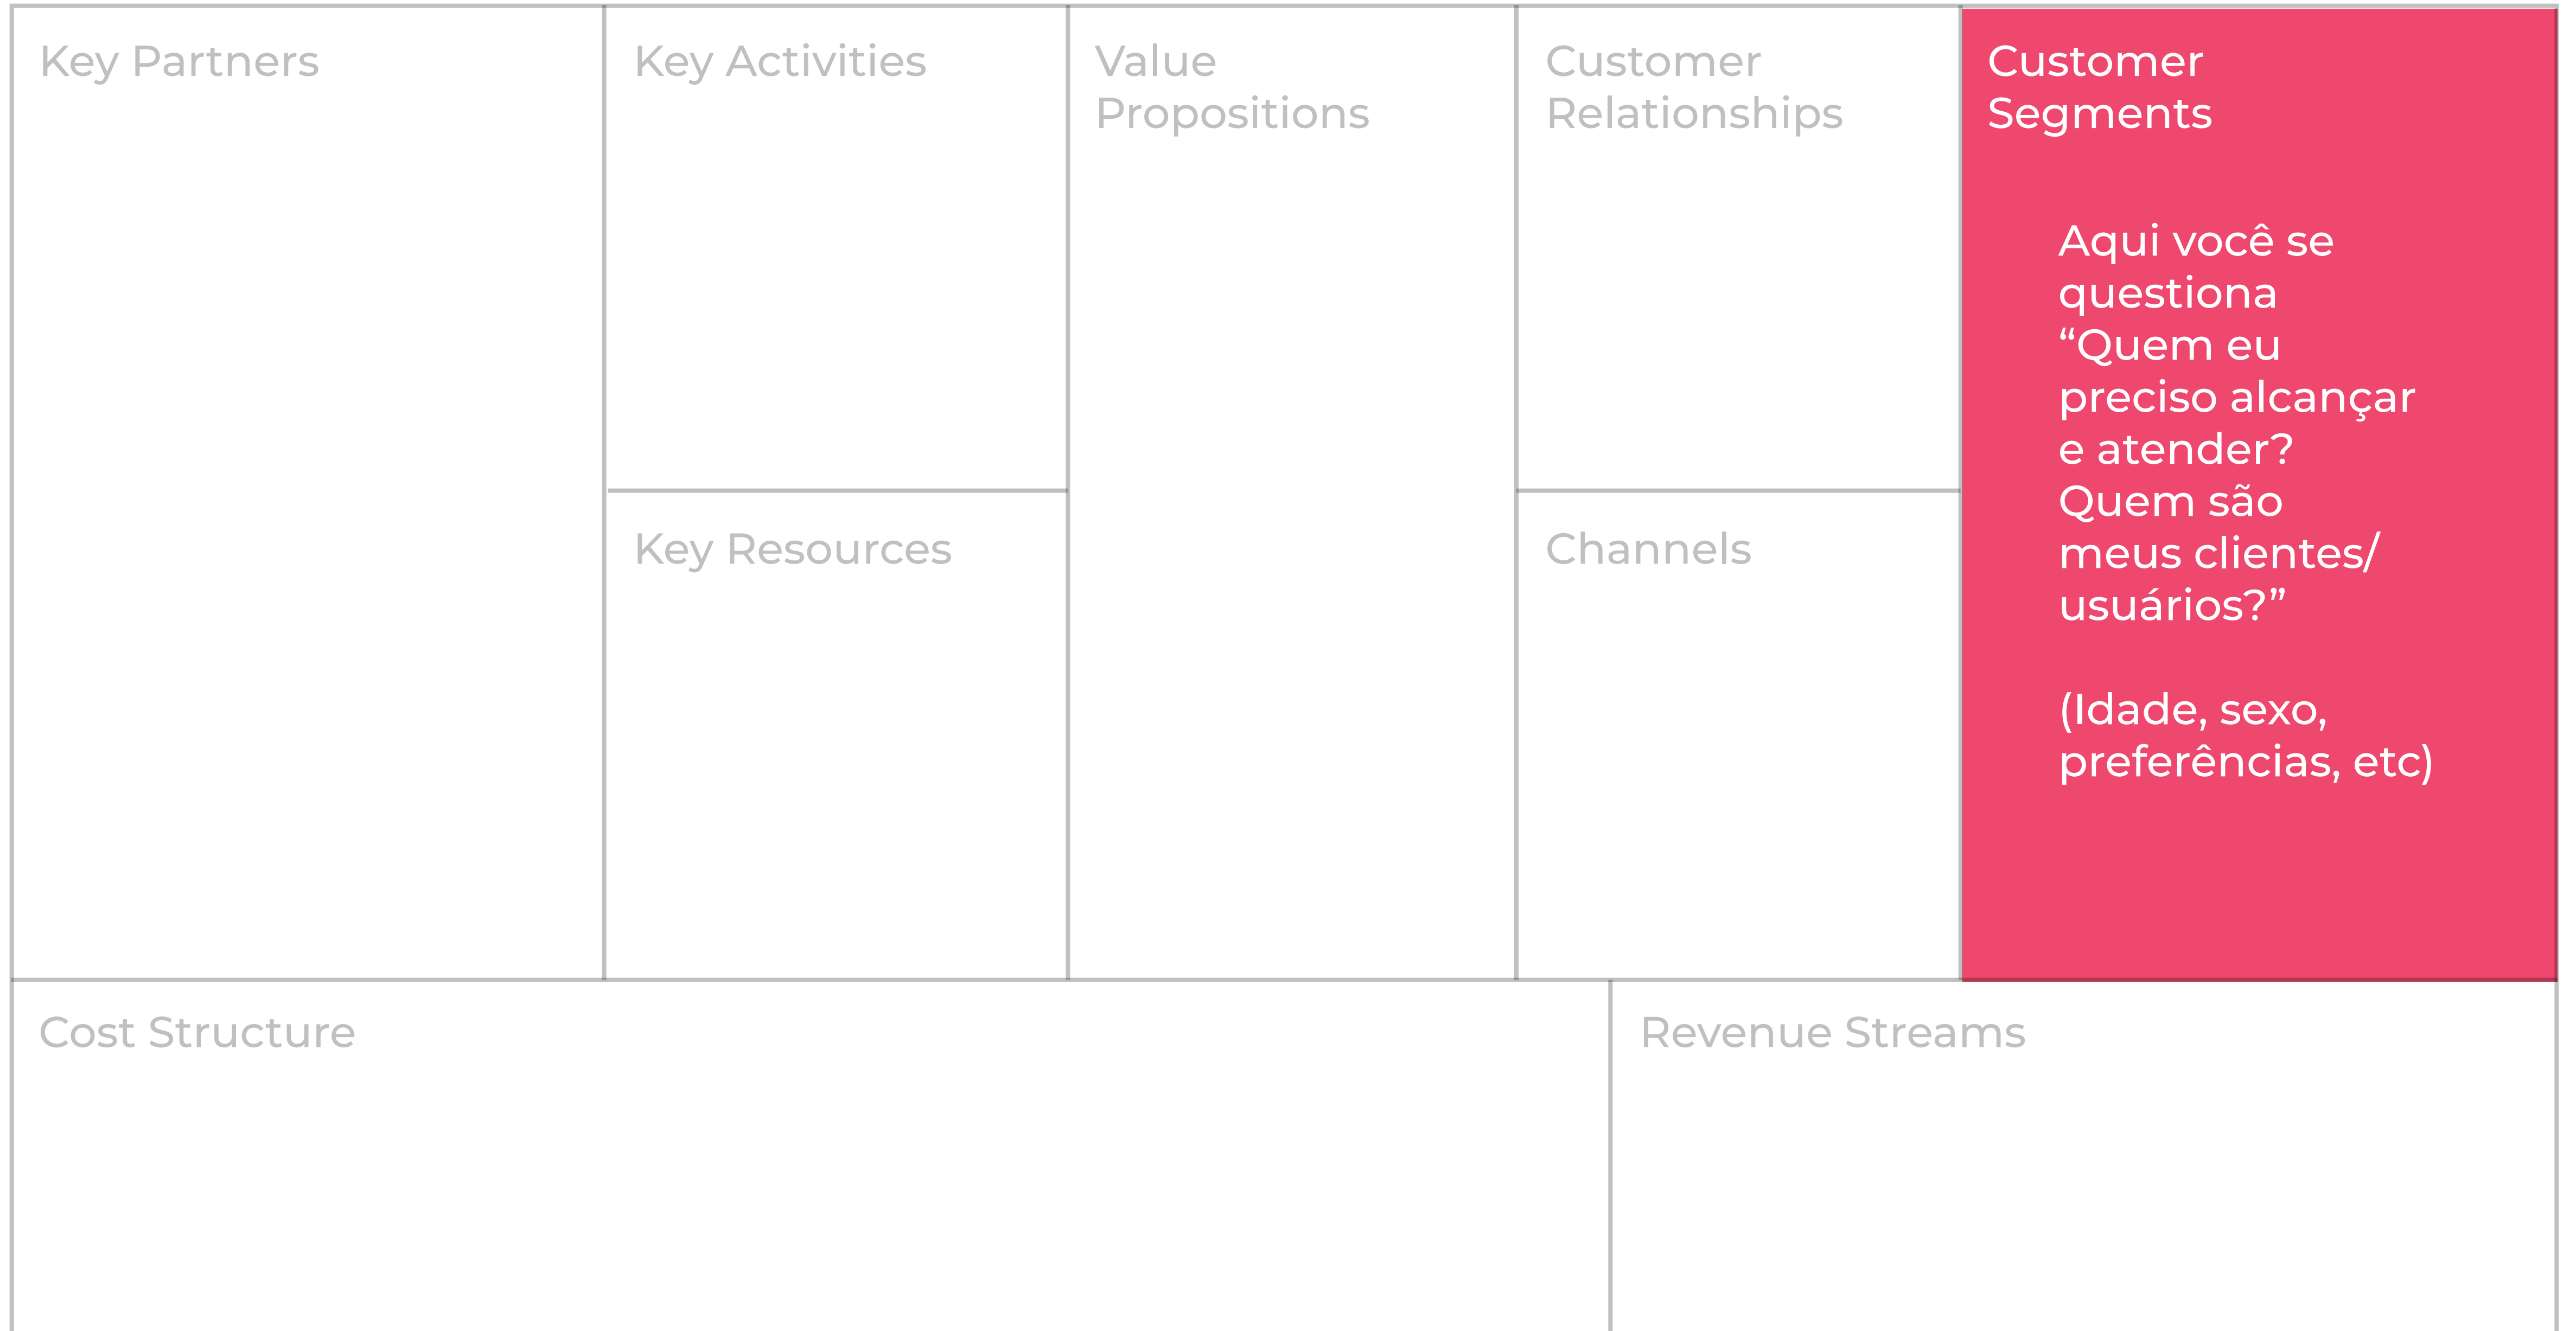 Key Partners
Key Activities
Value
Propositions
Customer
Relationships
Customer
Segments
Aqui você se
questiona
“Quem eu
preciso alcançar
e atender?
Quem são
meus clientes/
usuários?”
(Idade, sexo,
preferências, etc)
Key Resources
Channels
Cost Structure
Revenue Streams